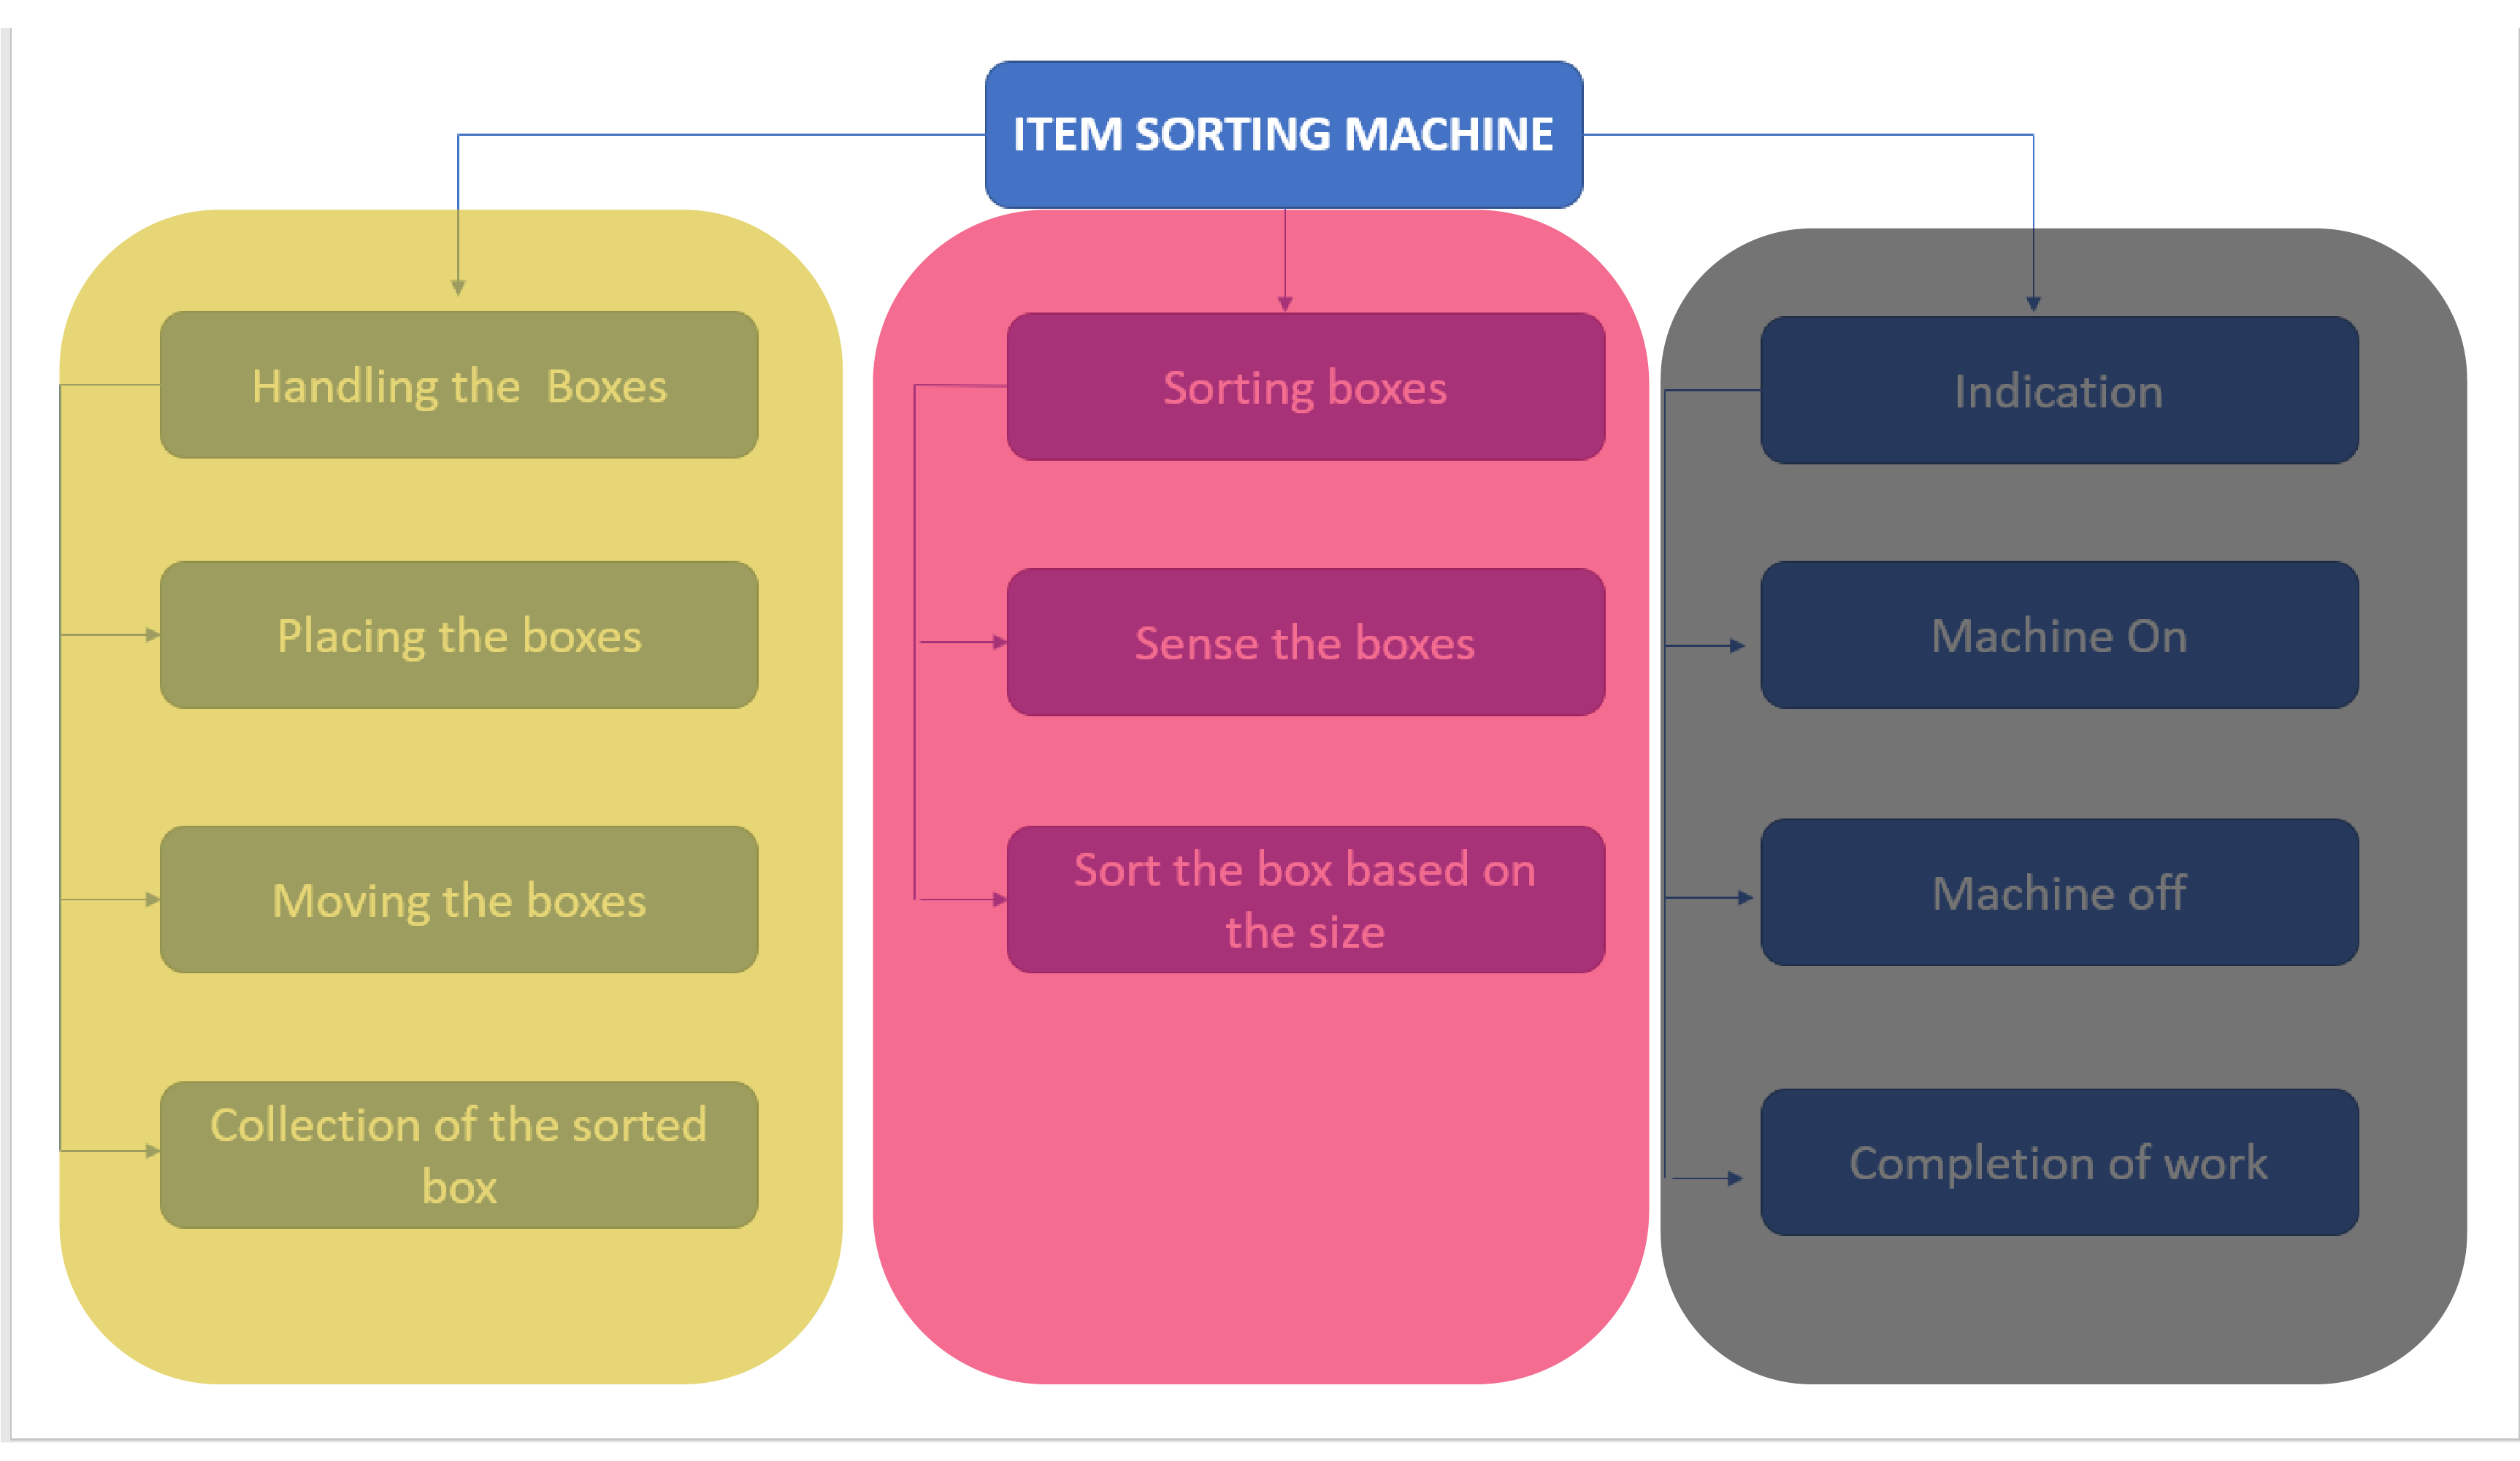 ITEM SORTING MACHINE
Handling the  Boxes
Placing the boxes
Moving the boxes
Collection of the sorted
box
Sorting boxes
Sense the boxes
Sort the box based on
the size
Indication
Machine On
Machine off
Completion of work